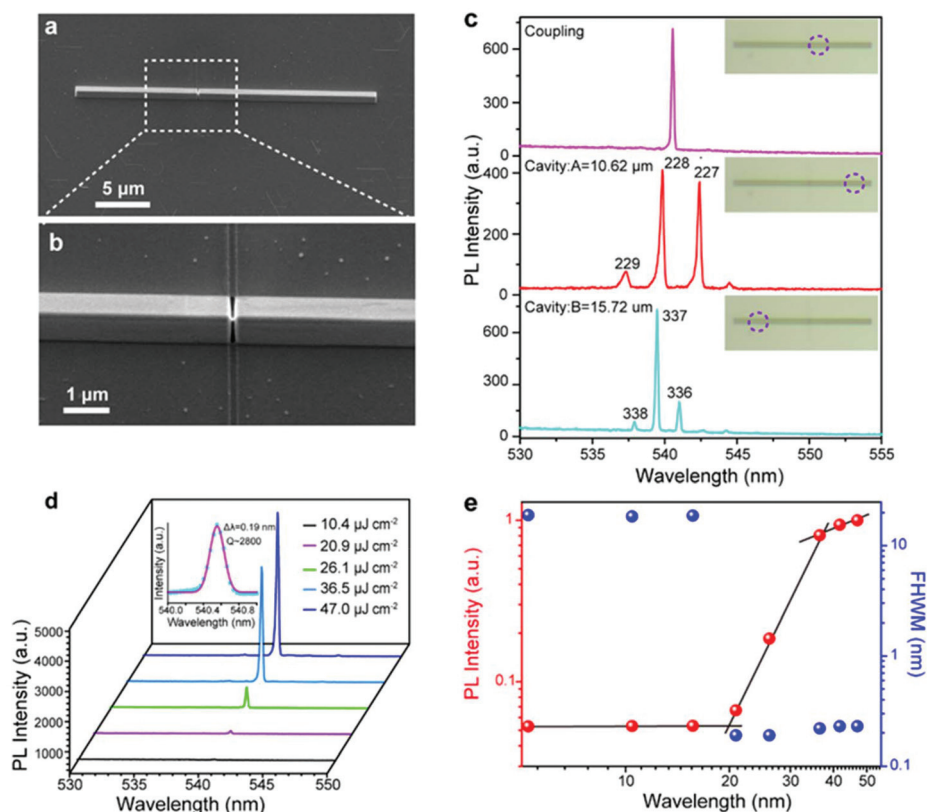 a
5 μm
b
1 μm
c
Coupling
600
300
0
Cavity:A=10.62 μm
228
227
229
400
200
0
Cavity:B=15.72 um
337
336
338
600
300
0
PL Intensity (a.u.)
530 535 540 545 550 555
Wavelength (nm)
d
Δλ=0.19 nm
Q~2800
Intensity (a.u.)
540.0 540.4 540.8
Wavelength (nm)
10.4 μJ cm-2
20.9 μJ cm-2
26.1 μJ cm-2
36.5 μJ cm-2
47.0 μJ cm-2
PL Intensity (a.u.)
5000
4000
3000
2000
1000
530 535 540 545 550
Wavelength (nm)
e
PL Intensity (a.u.)
1
0.1
FHWM (nm)
10
1
0.1
10 20 30 40 50
Wavelength (nm)